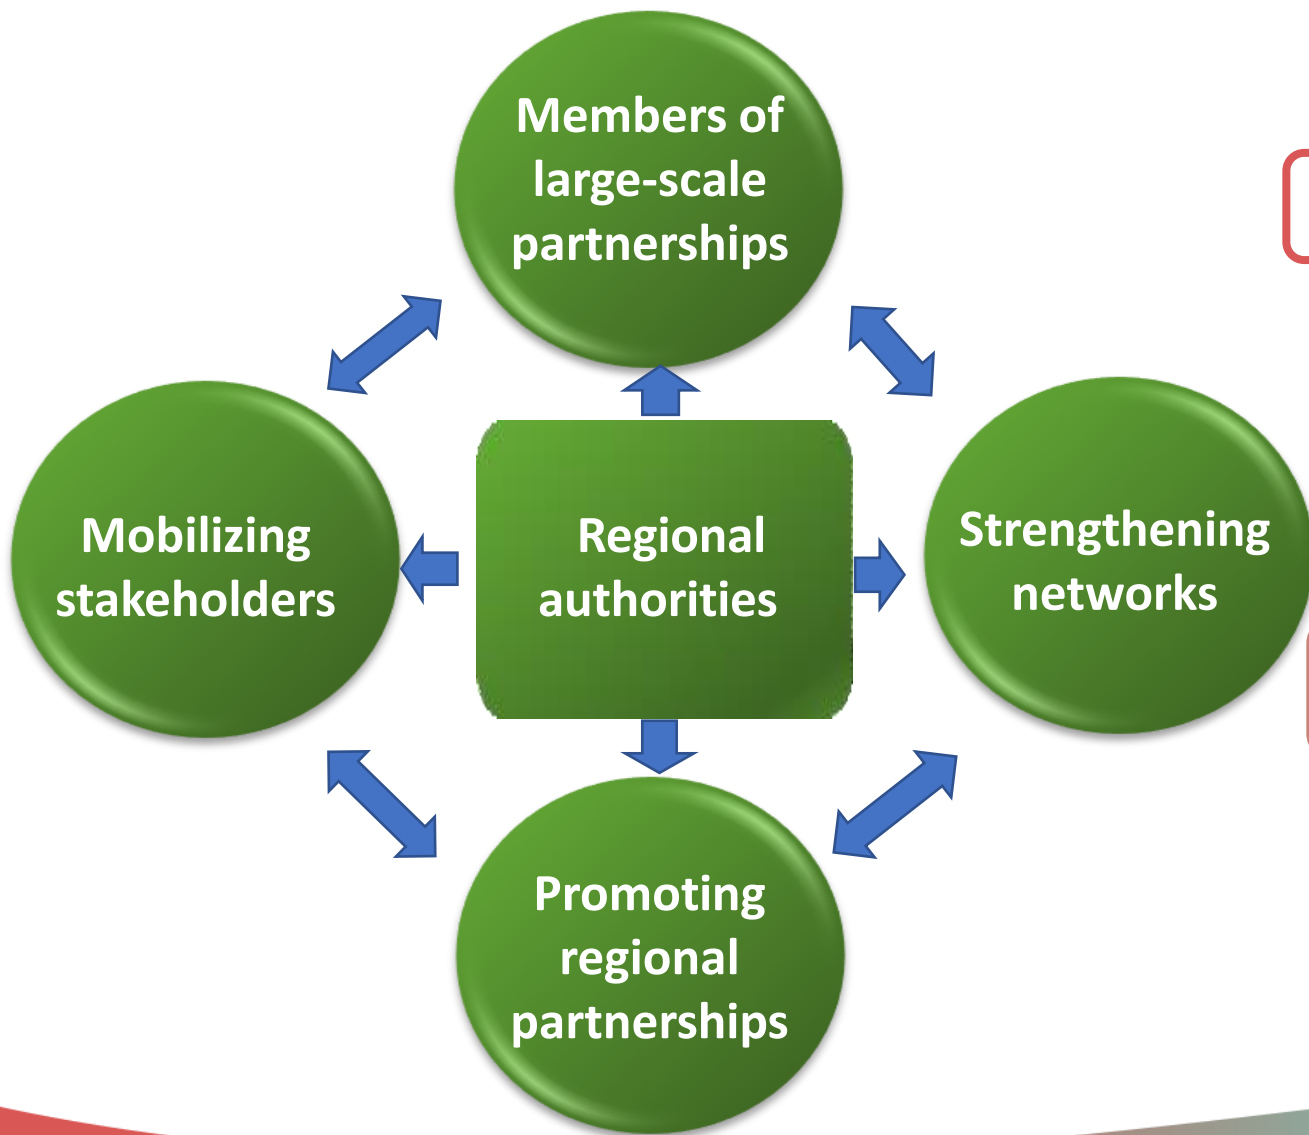 Members of
large-scale
partnerships
Mobilizing
stakeholders
Regional
authorities
Strengthening
networks
Promoting
regional
partnerships